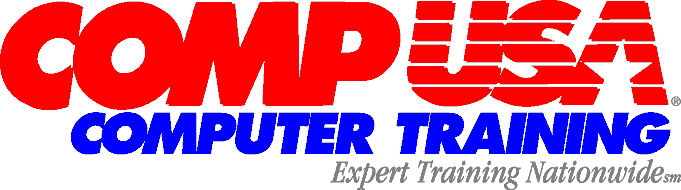 COMPUSA®
COMPUTER TRAINING
Expert Training Nationwide℠